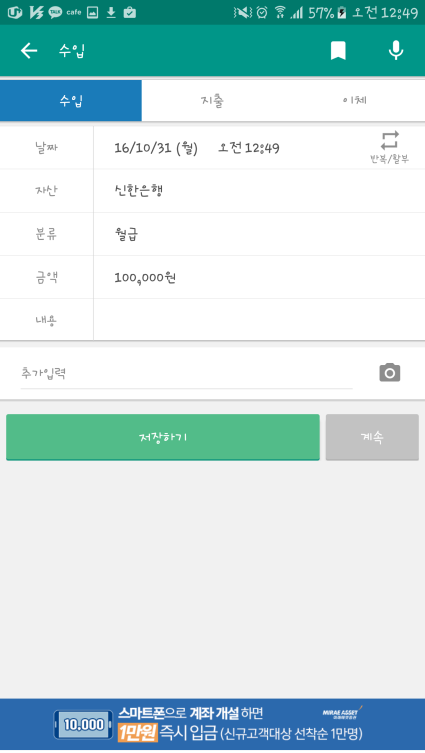 TALK cafe 57% 오전 12:49
수입
수입 지출 이체
날짜 16/10/31 (월) 오전 12:49
반복/할부
자산 신한은행
분류 월급
금액 100,000원
내용
추가입력
저장하기 계속
스마트폰으로 계좌 개설 하면 MIRAE ASSET
10,000
1만원 즉시 입금 (신규고객대상 선착순 1만명)